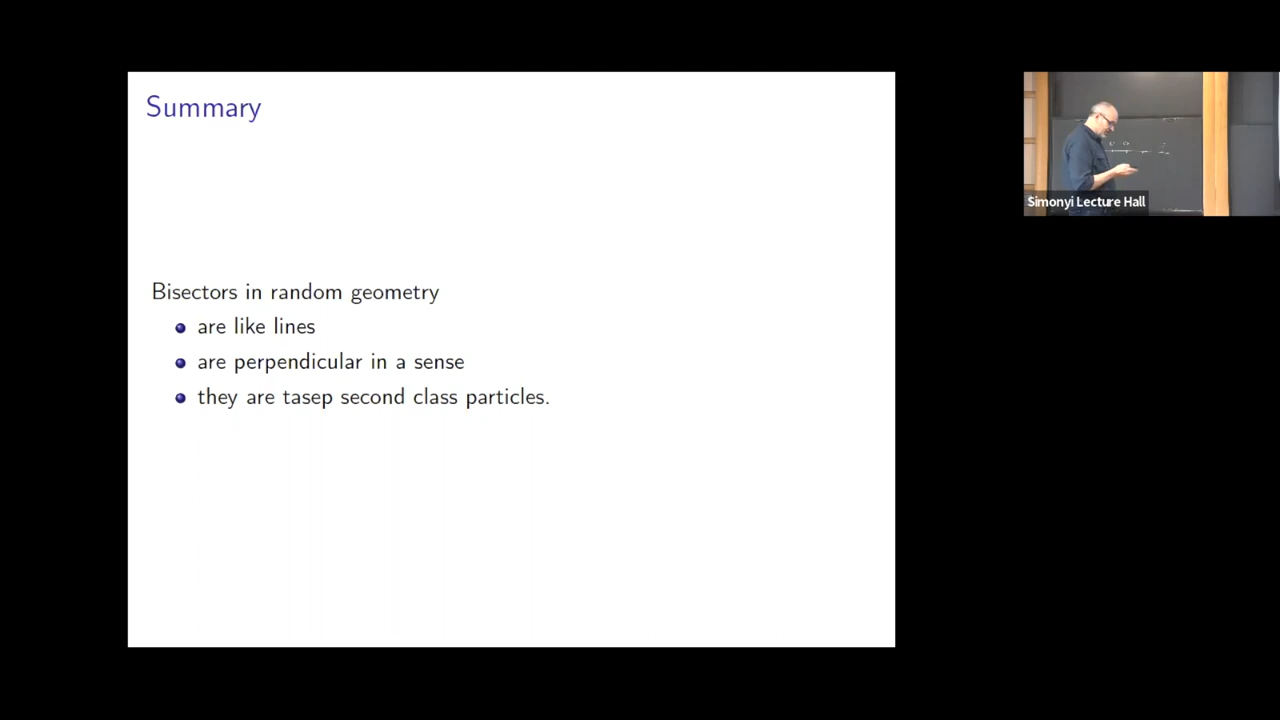 Summary
Bisectors in random geometry
are like lines
are perpendicular in a sense
they are tasep second class particles.
Simonyi Lecture Hall